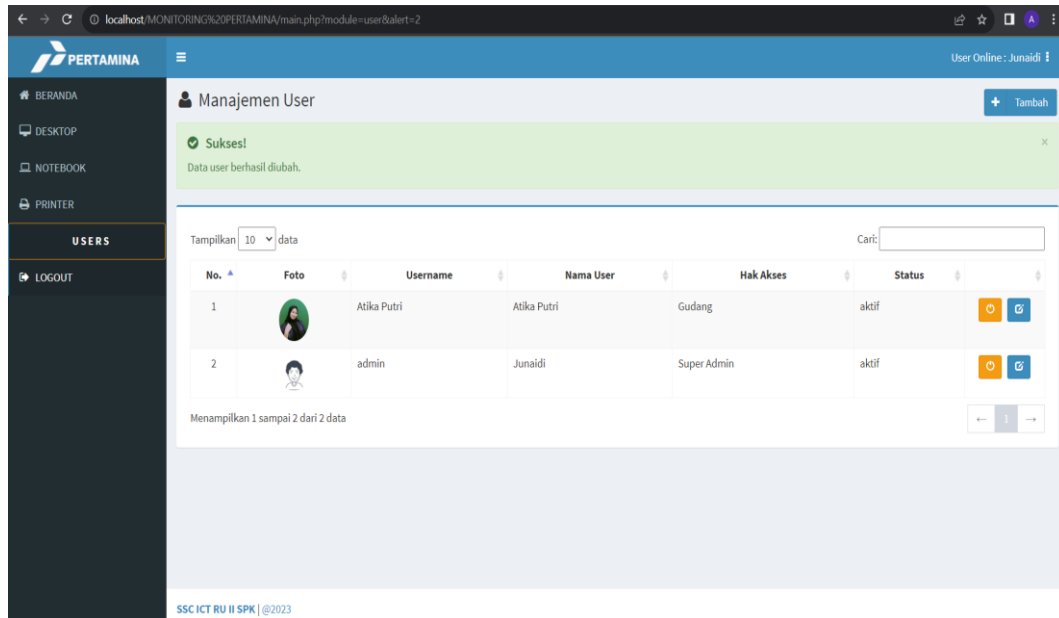 localhost/MONITORING%20PERTAMINA/main.php?module=user&alert=2
A
PERTAMINA
User Online : Junaidi
BERANDA
DESKTOP
NOTEBOOK
PRINTER
USERS
LOGOUT
Manajemen User
+ Tambah
Sukses!
×
Data user berhasil diubah.
Tampilkan 10 data
Cari:
No. Foto Username Nama User Hak Akses Status
1 Atika Putri Atika Putri Gudang aktif
2 admin Junaidi Super Admin aktif
Menampilkan 1 sampai 2 dari 2 data
← 1 →
SSC ICT RU II SPK | @2023